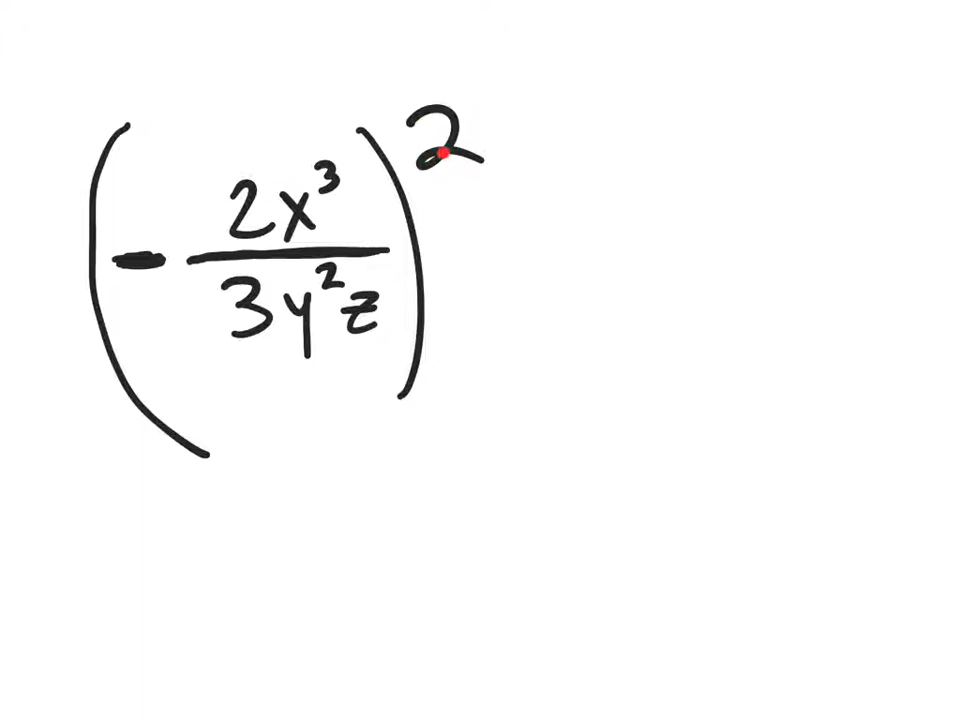 (- 2x³ / 3y²z)²